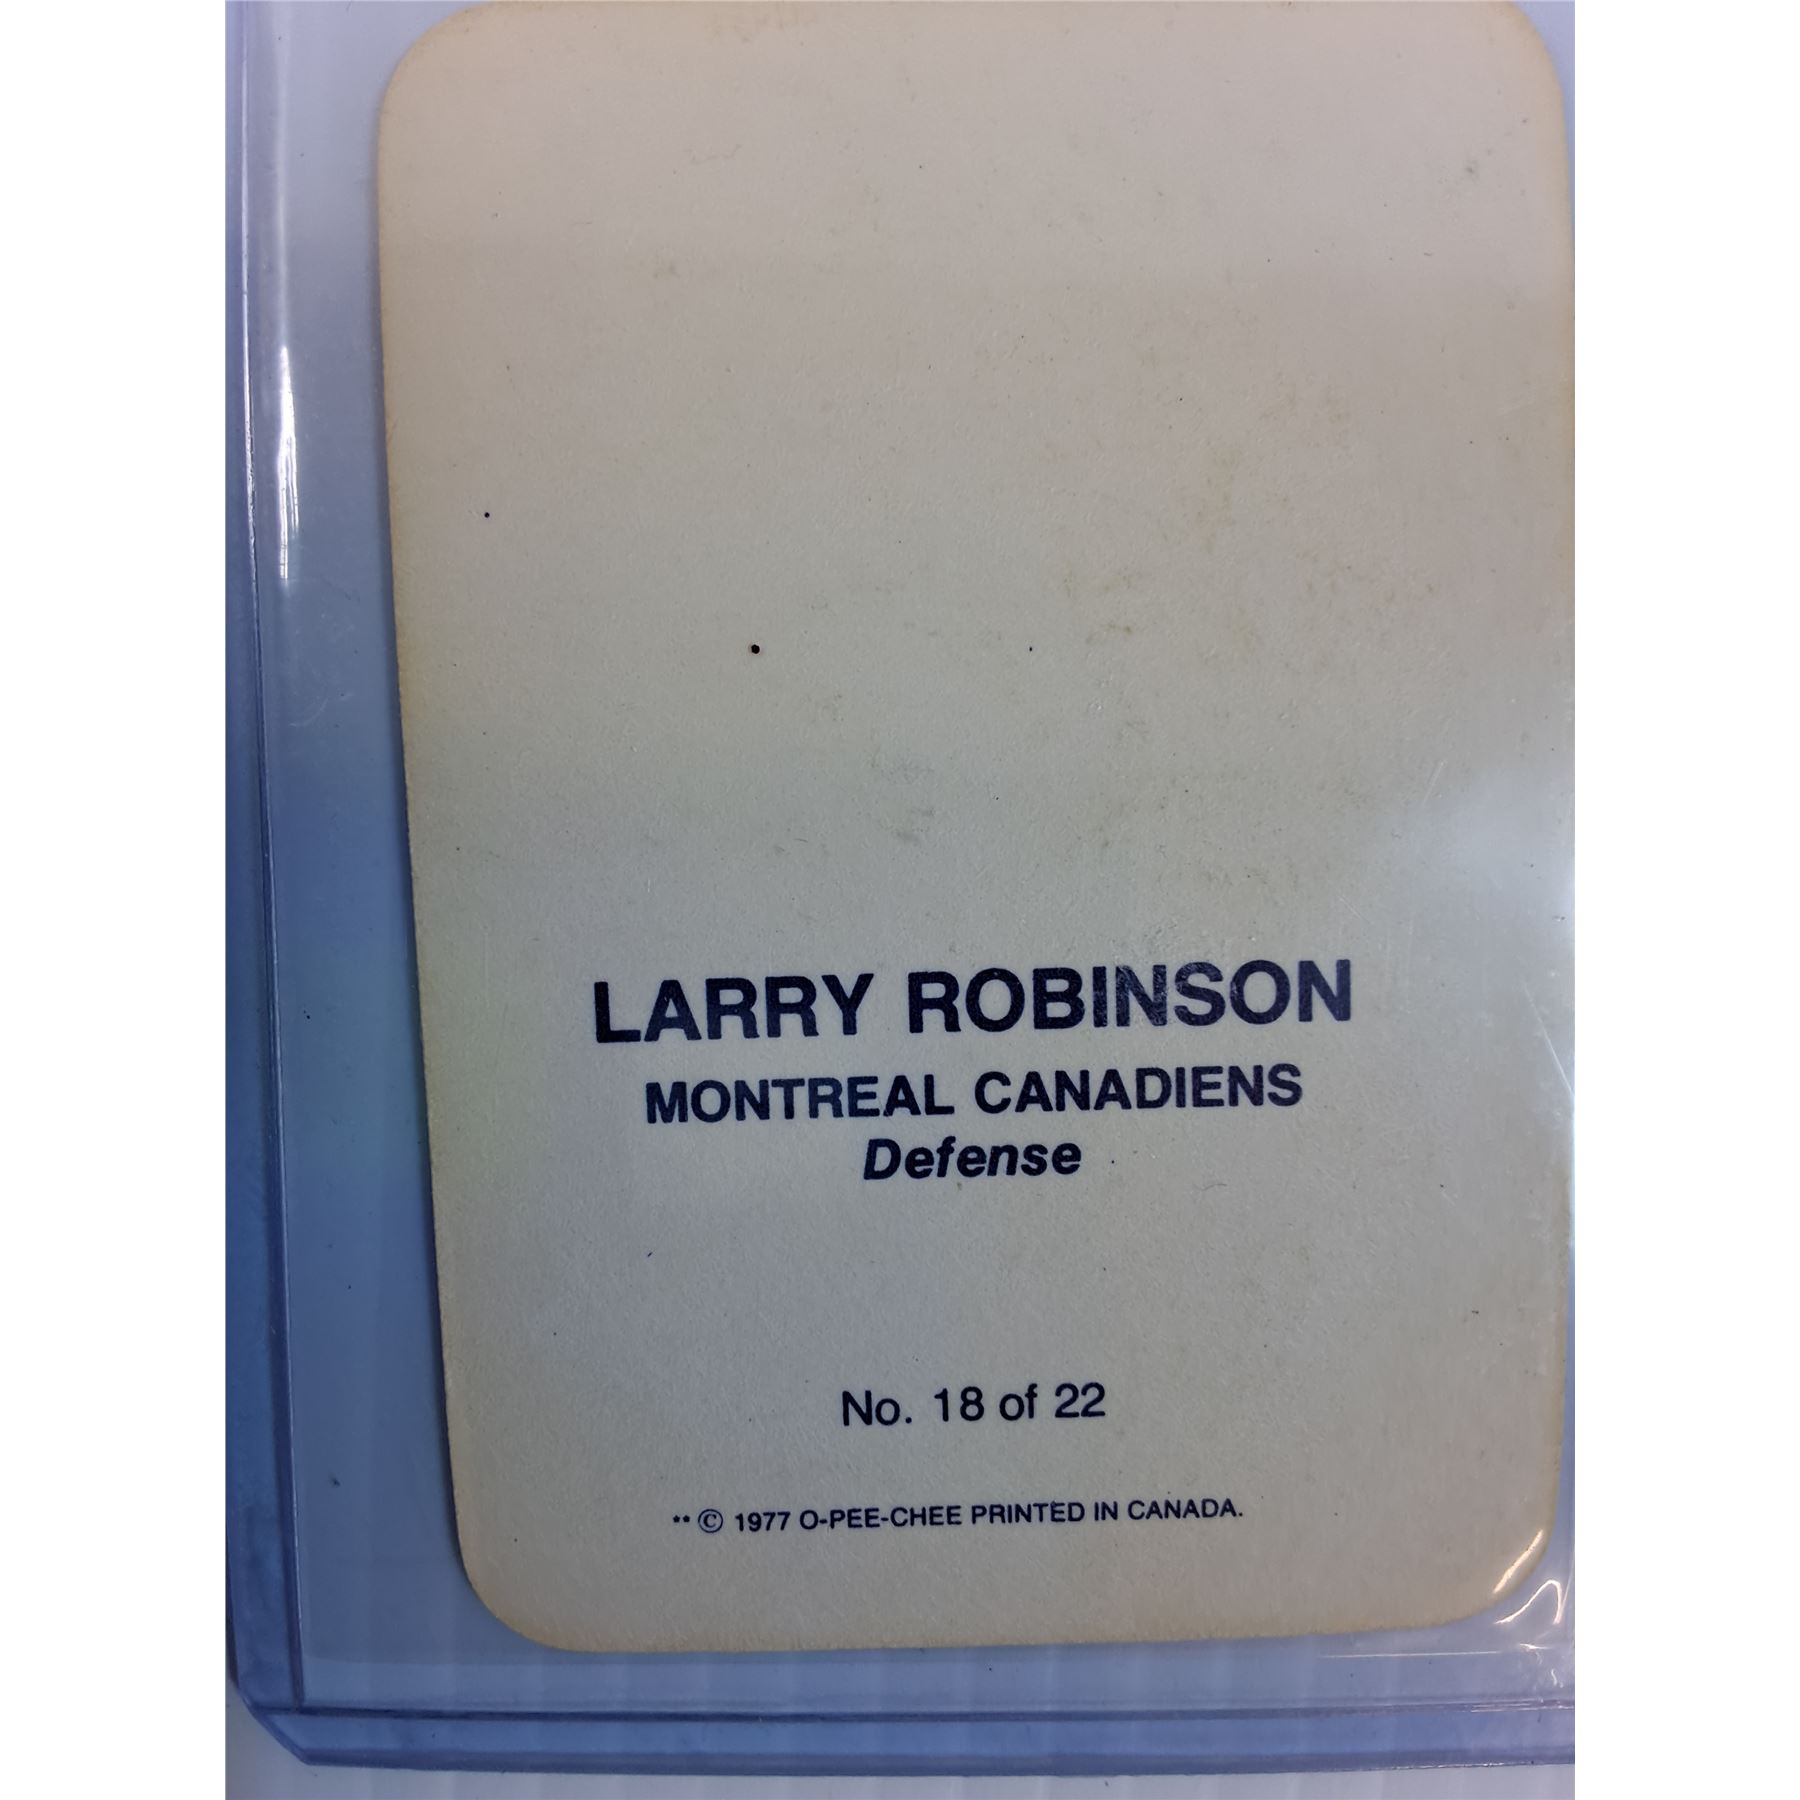 LARRY ROBINSON
MONTREAL CANADIENS
Defense
No. 18 of 22
** © 1977 O-PEE-CHEE PRINTED IN CANADA.